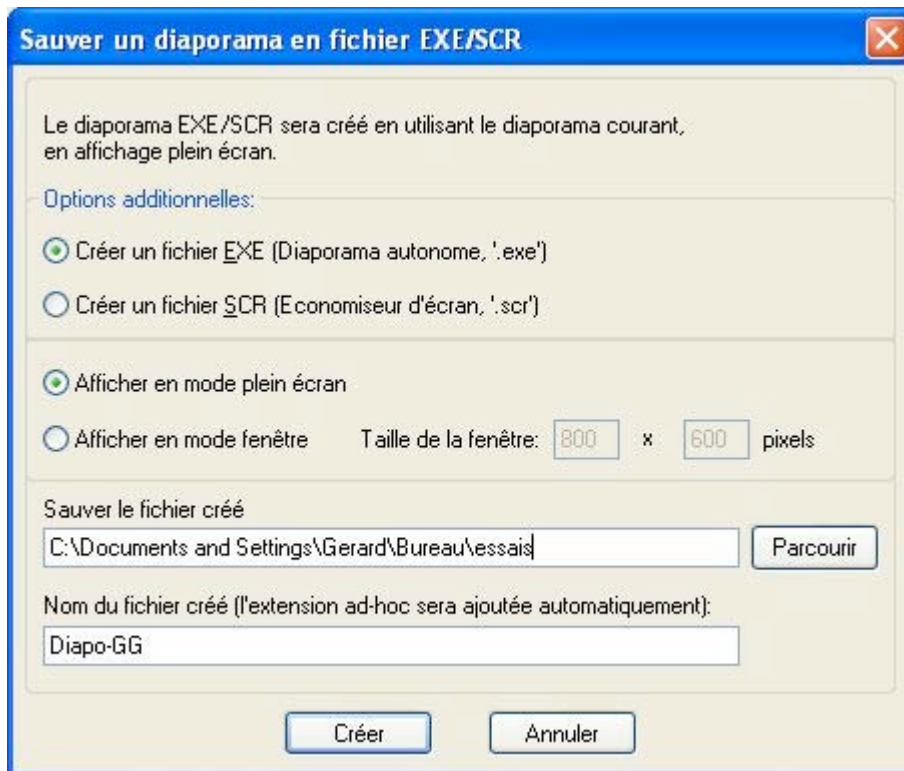 Sauver un diaporama en fichier EXE/SCR
Le diaporama EXE/SCR sera créé en utilisant le diaporama courant,
en affichage plein écran.
Options additionnelles:
Créer un fichier EXE (Diaporama autonome, '.exe')
Créer un fichier SCR (Economiseur d'écran, '.scr')
Afficher en mode plein écran
Afficher en mode fenêtre Taille de la fenêtre: 800 x 600 pixels
Sauver le fichier créé
C:\Documents and Settings\Gerard\Bureau\essais Parcourir
Nom du fichier créé (l'extension ad-hoc sera ajoutée automatiquement):
Diapo-GG
Créer Annuler